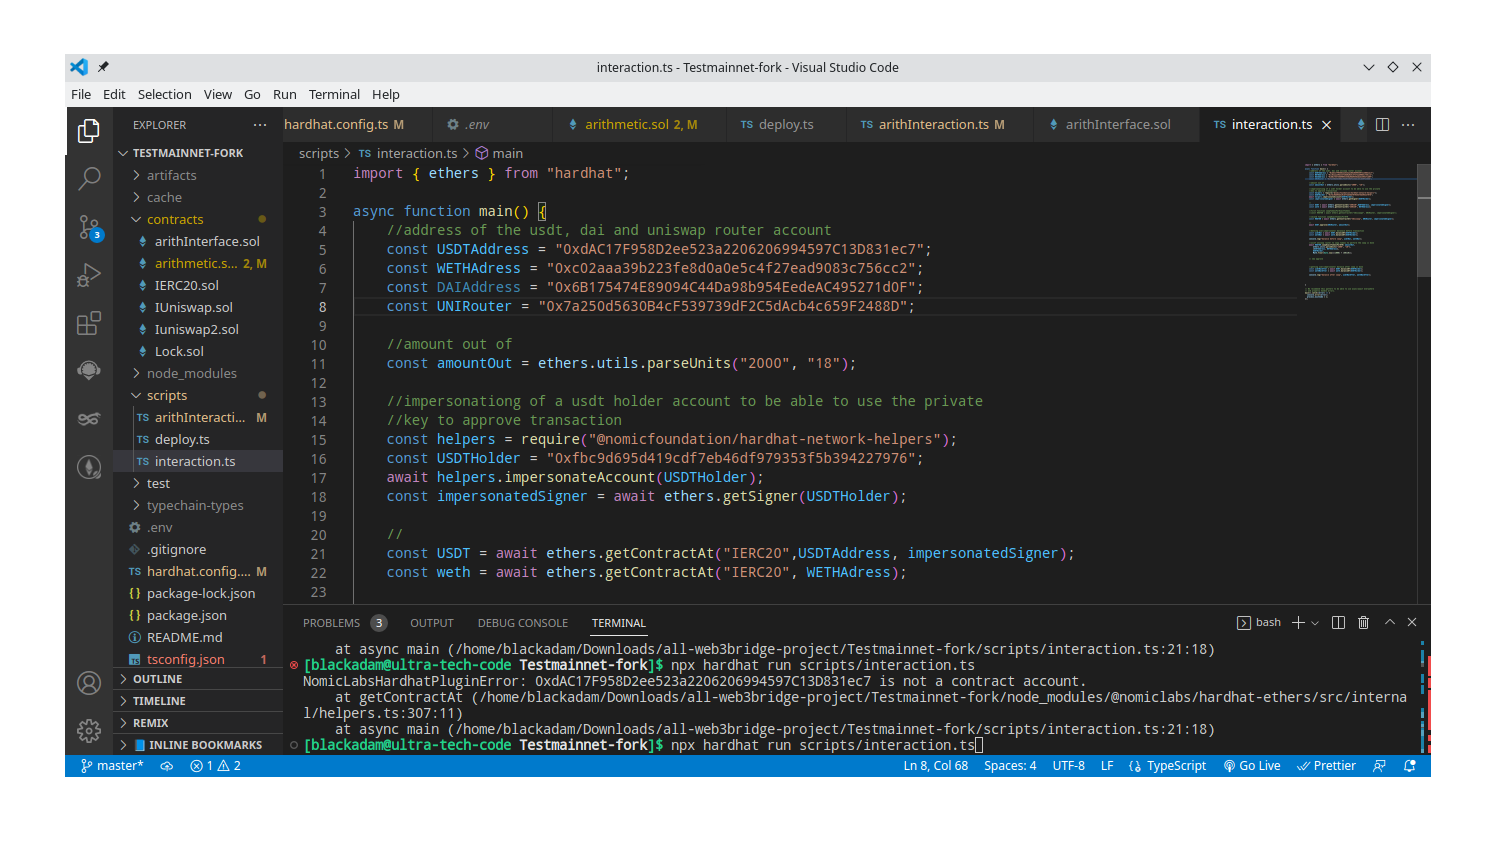 interaction.ts - Testmainnet-fork - Visual Studio Code
File Edit Selection View Go Run Terminal Help
EXPLORER
TESTMAINNET-FORK
artifacts
cache
contracts
arithInterface.sol
arithmetic.s... 2, M
IERC20.sol
IUniswap.sol
Iuniswap2.sol
Lock.sol
node_modules
scripts
TS arithInteracti... M
TS deploy.ts
TS interaction.ts
test
typechain-types
.env
.gitignore
TS hardhat.config.... M
{} package-lock.json
{} package.json
README.md
TS tsconfig.json 1
OUTLINE
TIMELINE
REMIX
INLINE BOOKMARKS
3
hardhat.config.ts M .env arithmetic.sol 2, M TS deploy.ts TS arithInteraction.ts M arithInterface.sol TS interaction.ts
scripts > TS interaction.ts > main
1 import { ethers } from "hardhat";
2
3 async function main() {
4 //address of the usdt, dai and uniswap router account
5 const USDTAddress = "0xdAC17F958D2ee523a2206206994597C13D831ec7";
6 const WETHAdress = "0xc02aaa39b223fe8d0a0e5c4f27ead9083c756cc2";
7 const DAIAddress = "0x6B175474E89094C44Da98b954EedeAC495271d0F";
8 const UNIRouter = "0x7a250d5630B4cF539739dF2C5dAcb4c659F2488D";
9
10 //amount out of
11 const amountOut = ethers.utils.parseUnits("2000", "18");
12
13 //impersonationg of a usdt holder account to be able to use the private
14 //key to approve transaction
15 const helpers = require("@nomicfoundation/hardhat-network-helpers");
16 const USDTHolder = "0xfbc9d695d419cdf7eb46df979353f5b394227976";
17 await helpers.impersonateAccount(USDTHolder);
18 const impersonatedSigner = await ethers.getSigner(USDTHolder);
19
20 //
21 const USDT = await ethers.getContractAt("IERC20",USDTAddress, impersonatedSigner);
22 const weth = await ethers.getContractAt("IERC20", WETHAdress);
23
PROBLEMS 3 OUTPUT DEBUG CONSOLE TERMINAL bash
at async main (/home/blackadam/Downloads/all-web3bridge-project/Testmainnet-fork/scripts/interaction.ts:21:18)
[blackadam@ultra-tech-code Testmainnet-fork]$ npx hardhat run scripts/interaction.ts
NomicLabsHardhatPluginError: 0xdAC17F958D2ee523a2206206994597C13D831ec7 is not a contract account.
at getContractAt (/home/blackadam/Downloads/all-web3bridge-project/Testmainnet-fork/node_modules/@nomiclabs/hardhat-ethers/src/interna
l/helpers.ts:307:11)
at async main (/home/blackadam/Downloads/all-web3bridge-project/Testmainnet-fork/scripts/interaction.ts:21:18)
[blackadam@ultra-tech-code Testmainnet-fork]$ npx hardhat run scripts/interaction.ts
master* 1 2 Ln 8, Col 68 Spaces: 4 UTF-8 LF TypeScript Go Live Prettier